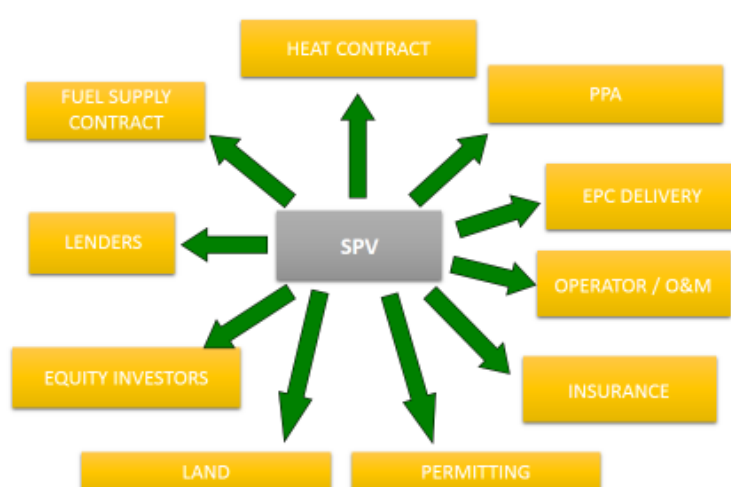 HEAT CONTRACT
FUEL SUPPLY
CONTRACT
PPA
EPC DELIVERY
LENDERS
SPV
OPERATOR / O&M
EQUITY INVESTORS
INSURANCE
LAND
PERMITTING